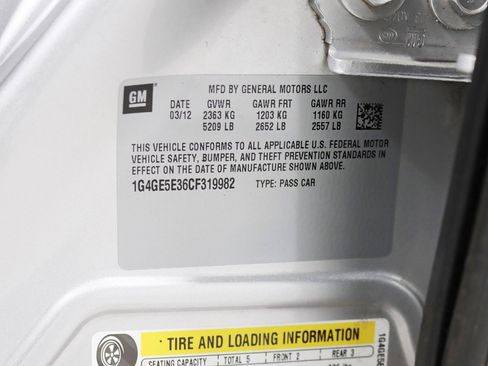 GM
MFD BY GENERAL MOTORS LLC
DATE GVWR GAWR FRT GAWR RR
03/12 2363 KG 1203 KG 1160 KG
5209 LB 2652 LB 2557 LB
THIS VEHICLE CONFORMS TO ALL APPLICABLE U.S. FEDERAL MOTOR
VEHICLE SAFETY, BUMPER, AND THEFT PREVENTION STANDARDS IN
EFFECT ON THE DATE OF MANUFACTURE SHOWN ABOVE.
1G4GE5E36CF319982 TYPE: PASS CAR
TIRE AND LOADING INFORMATION
SEATING CAPACITY TOTAL 5 FRONT 2 REAR 3
1G4GE5E